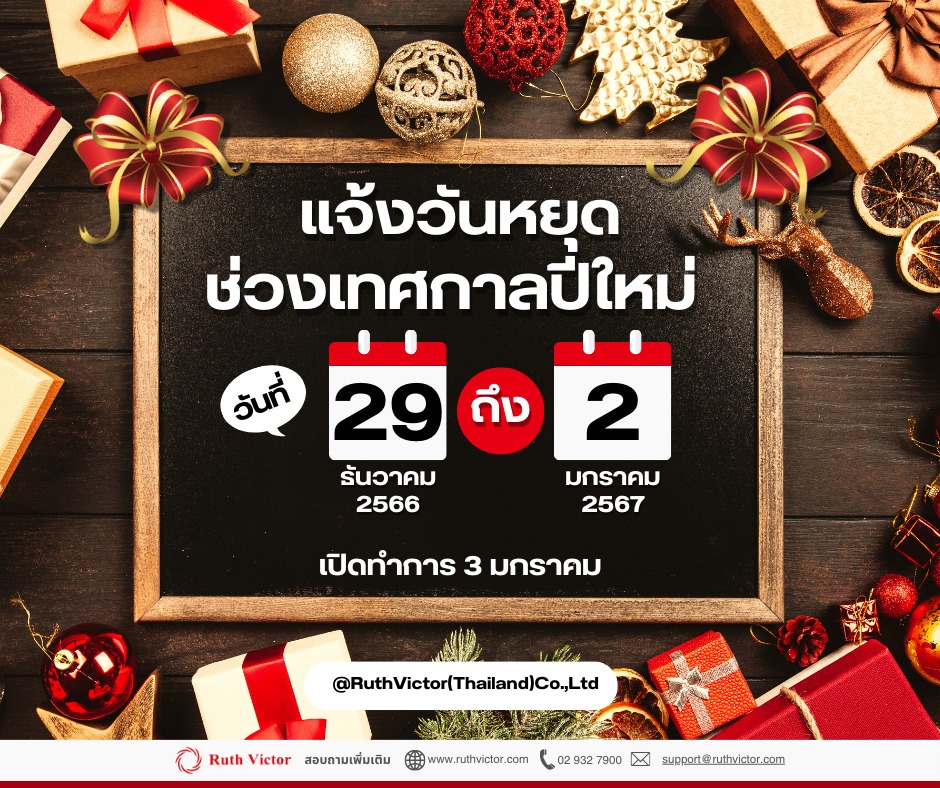 แจ้งวันหยุด
ช่วงเทศกาลปีใหม่
วันที่ 29 ถึง 2
ธันวาคม มกราคม
2566 2567
เปิดทำการ 3 มกราคม
@RuthVictor(Thailand)Co.,Ltd
Ruth Victor สอบถามเพิ่มเติม www.ruthvictor.com 02 932 7900 support@ruthvictor.com